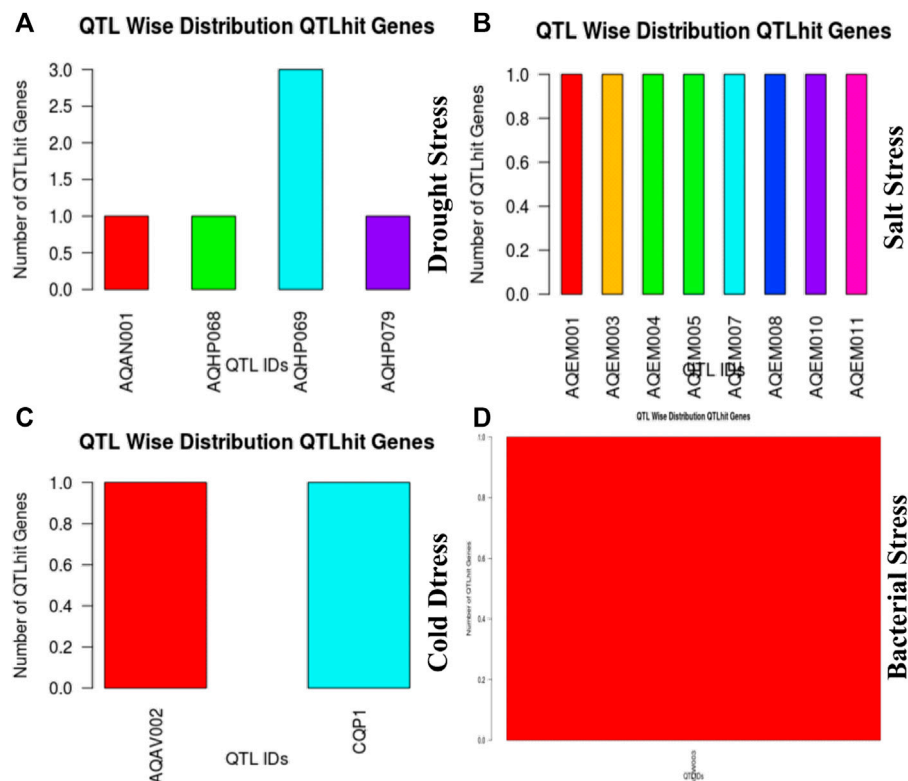 A
QTL Wise Distribution QTLhit Genes
Number of QTLhit Genes
3.0
2.5
2.0
1.5
1.0
0.5
0.0
AQAN001
AQHP068
AQHP069
AQHP079
QTL IDs
Drought Stress
B
QTL Wise Distribution QTLhit Genes
Number of QTLhit Genes
1.0
0.8
0.6
0.4
0.2
0.0
AQEM001
AQEM003
AQEM004
AQEM005
AQEM007
AQEM008
AQEM010
AQEM011
QTL IDs
Salt Stress
C
QTL Wise Distribution QTLhit Genes
Number of QTLhit Genes
1.0
0.8
0.6
0.4
0.2
0.0
AQAV002
CQP1
QTL IDs
Cold Dtress
D
QTL Wise Distribution QTLhit Genes
Number of QTLhit Genes
1.0
0.8
0.6
0.4
0.2
0.0
QTL IDs
Bacterial Stress